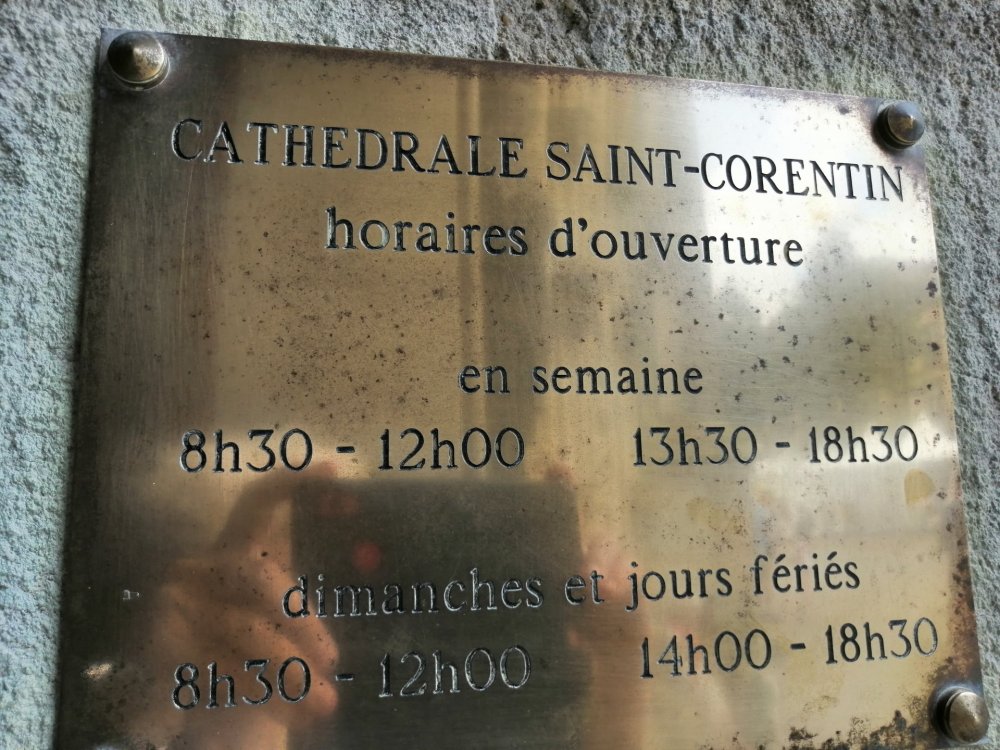 CATHEDRALE SAINT-CORENTIN
horaires d'ouverture
en semaine
8h30 - 12h00 13h30 - 18h30
dimanches et jours fériés
8h30 - 12h00 14h00 - 18h30